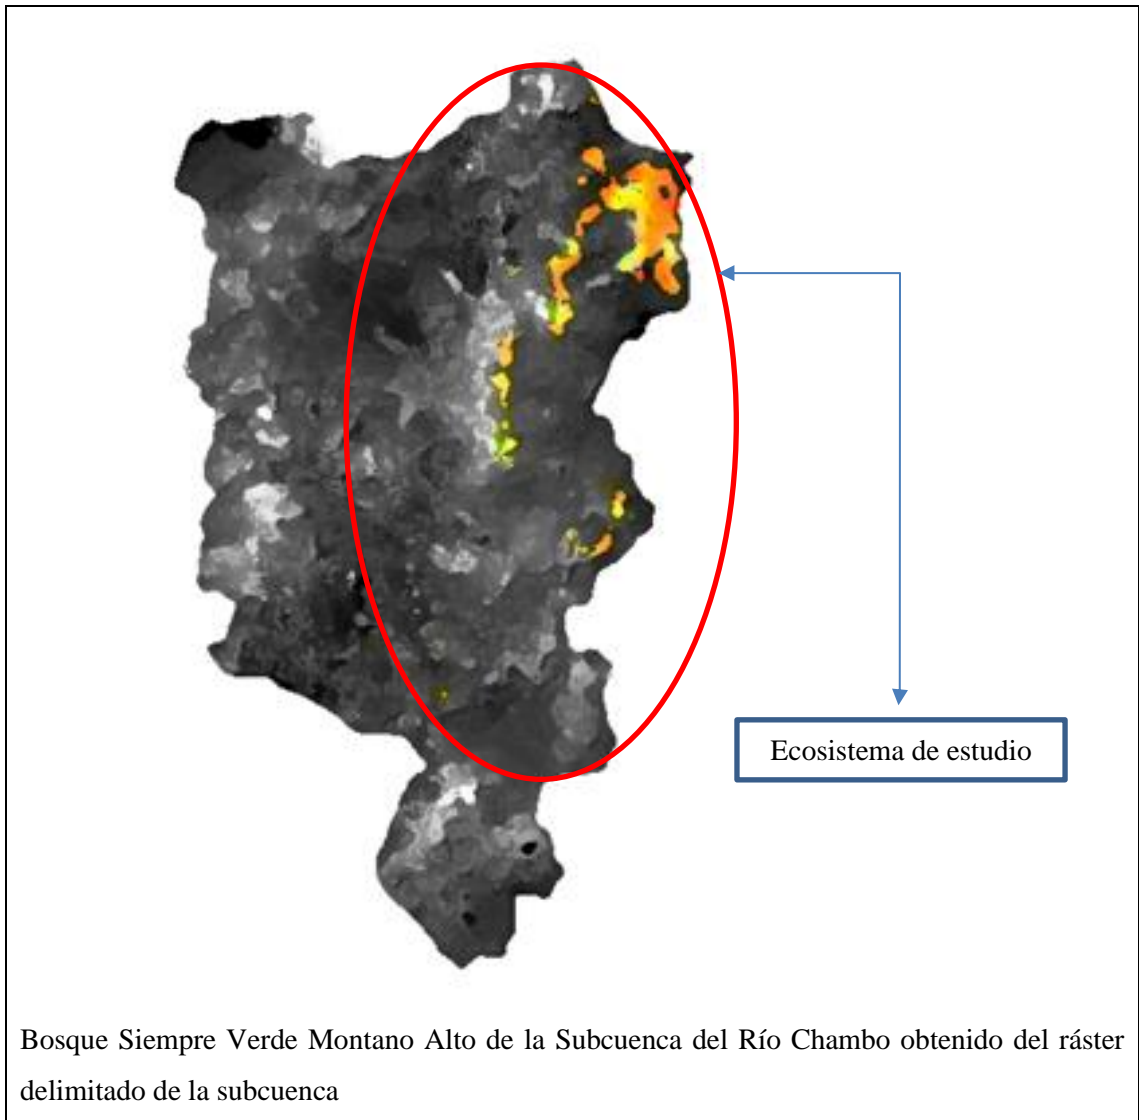 Ecosistema de estudio
Bosque Siempre Verde Montano Alto de la Subcuenca del Río Chambo obtenido del ráster
delimitado de la subcuenca